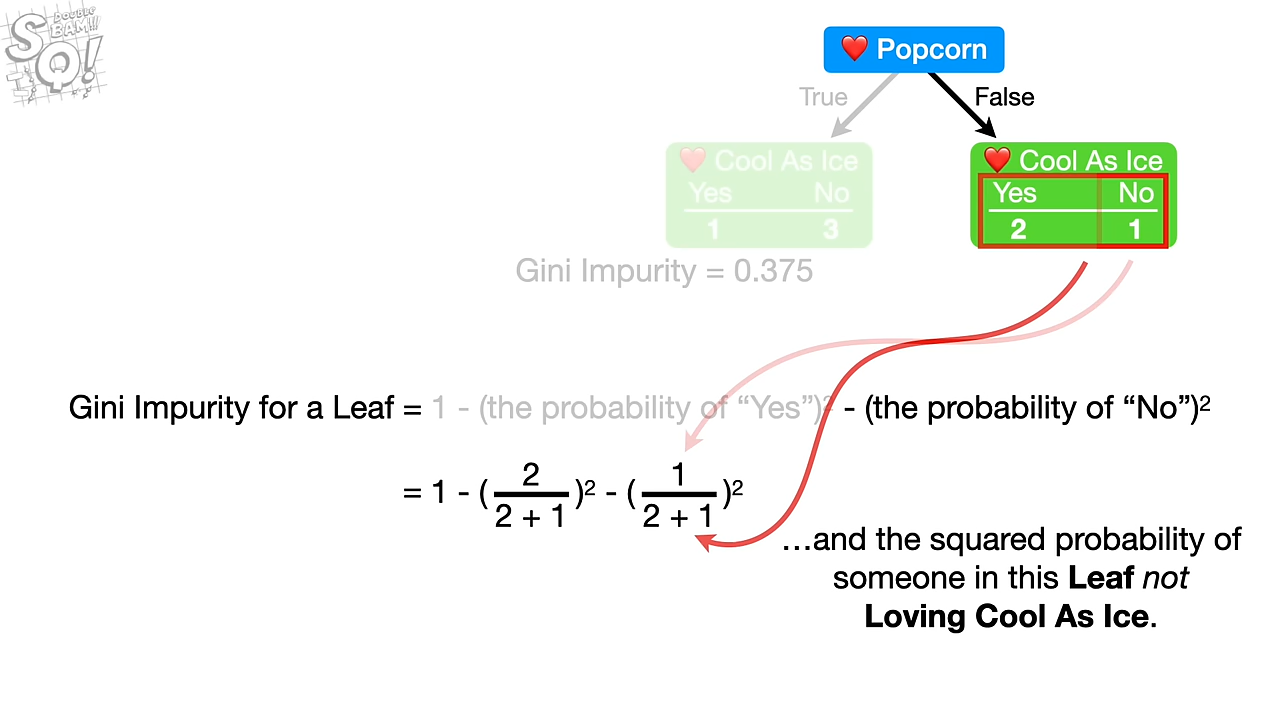 DOUBLE
BAM!!!
SQ!
❤️ Popcorn
True
False
❤️ Cool As Ice
Yes No
1 3
❤️ Cool As Ice
Yes No
2 1
Gini Impurity = 0.375
Gini Impurity for a Leaf = 1 - (the probability of “Yes”)² - (the probability of “No”)²
= 1 - ( 2 / 2 + 1 )² - ( 1 / 2 + 1 )²
…and the squared probability of
someone in this Leaf not
Loving Cool As Ice.